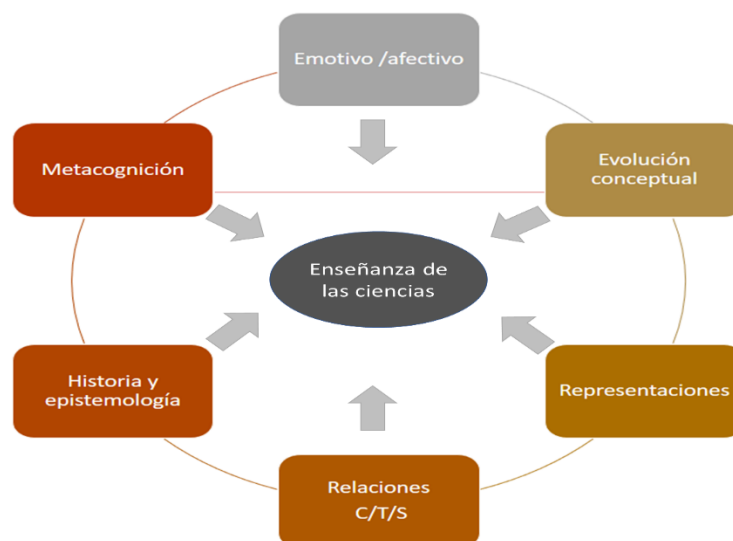 Emotivo /afectivo
Metacognición
Evolución
conceptual
Enseñanza de
las ciencias
Historia y
epistemología
Representaciones
Relaciones
C/T/S